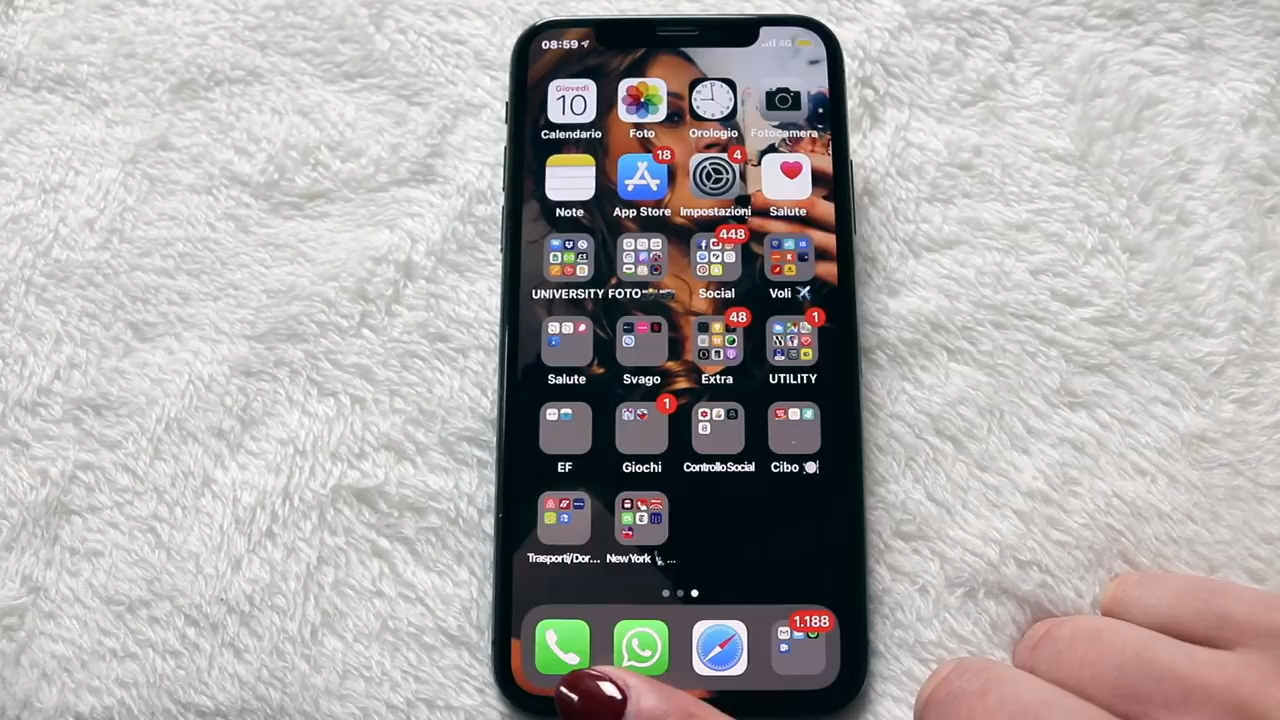 08:59 4G
Giovedì
10
Calendario Foto Orologio Fotocamera
18 4
Note App Store Impostazioni Salute
448
UNIVERSITY FOTO📸📷 Social Voli ✈️
48 1
Salute Svago Extra UTILITY
1
EF Giochi Controllo Social Cibo 🍽️
Trasporti/Dor... New York 🗽...
1.188